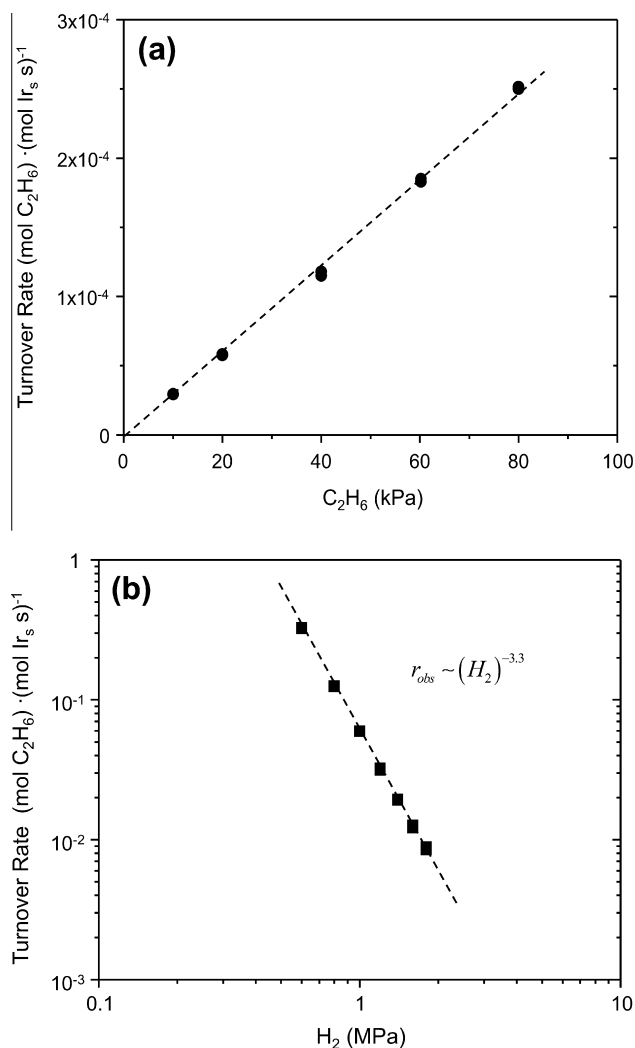 (a)
3x10⁻⁴
2x10⁻⁴
1x10⁻⁴
0
0 20 40 60 80 100
C₂H₆ (kPa)
Turnover Rate (mol C₂H₆) ·(mol Irₛ s)⁻¹
(b)
1
10⁻¹
10⁻²
10⁻³
r_obs ~ (H₂)⁻³·³
0.1 1 10
H₂ (MPa)
Turnover Rate (mol C₂H₆) ·(mol Irₛ s)⁻¹